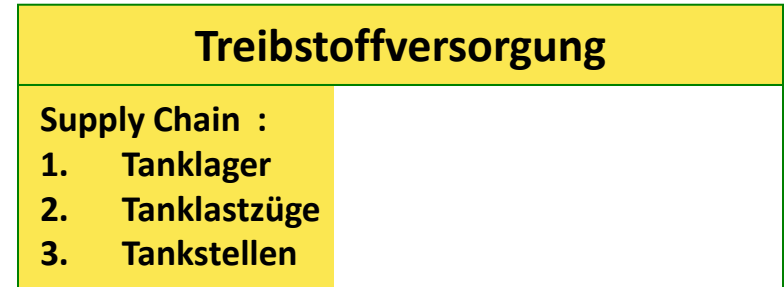 Treibstoffversorgung
Supply Chain :
1. Tanklager
2. Tanklastzüge
3. Tankstellen